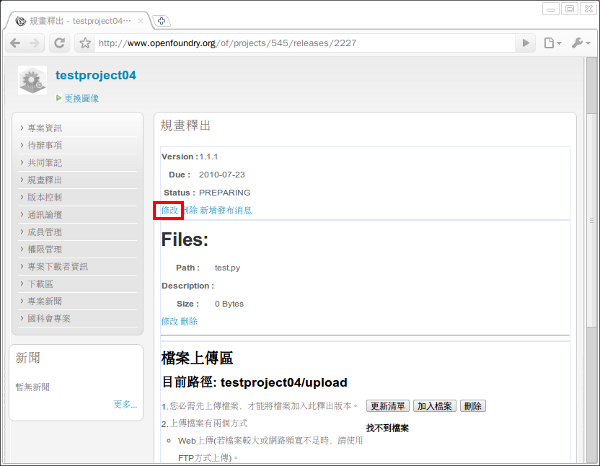 規畫釋出 - testproject04···
http://www.openfoundry.org/of/projects/545/releases/2227
testproject04
更換圖像
專案資訊
待辦事項
共同筆記
規畫釋出
版本控制
通訊論壇
成員管理
權限管理
專案下載者資訊
下載區
專案新聞
國科會專案
新聞
暫無新聞
更多...
規畫釋出
Version : 1.1.1
Due : 2010-07-23
Status : PREPARING
修改 刪除 新增發布消息
Files:
Path : test.py
Description :
Size : 0 Bytes
修改 刪除
檔案上傳區
目前路徑: testproject04/upload
1. 您必需先上傳檔案，才能將檔案加入此釋出版本。
2. 上傳檔案有兩個方式
Web上傳(若檔案較大或網路頻寬不足時，請使用
FTP方式上傳)。
更新清單 加入檔案 刪除
找不到檔案